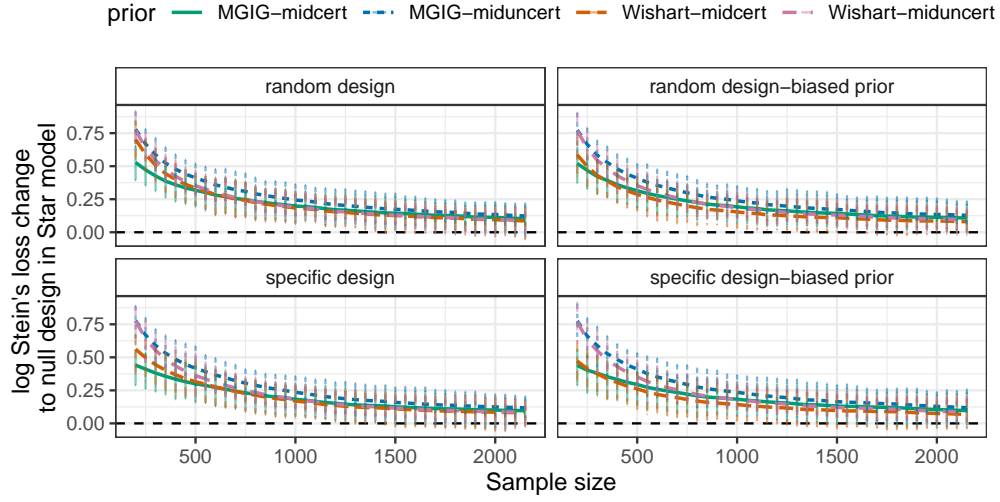 prior MGIG−midcert MGIG−miduncert Wishart−midcert Wishart−miduncert
random design random design−biased prior
0.75
0.50
0.25
0.00
specific design specific design−biased prior
0.75
0.50
0.25
0.00
500 1000 1500 2000 500 1000 1500 2000
Sample size
log Stein's loss change
to null design in Star model